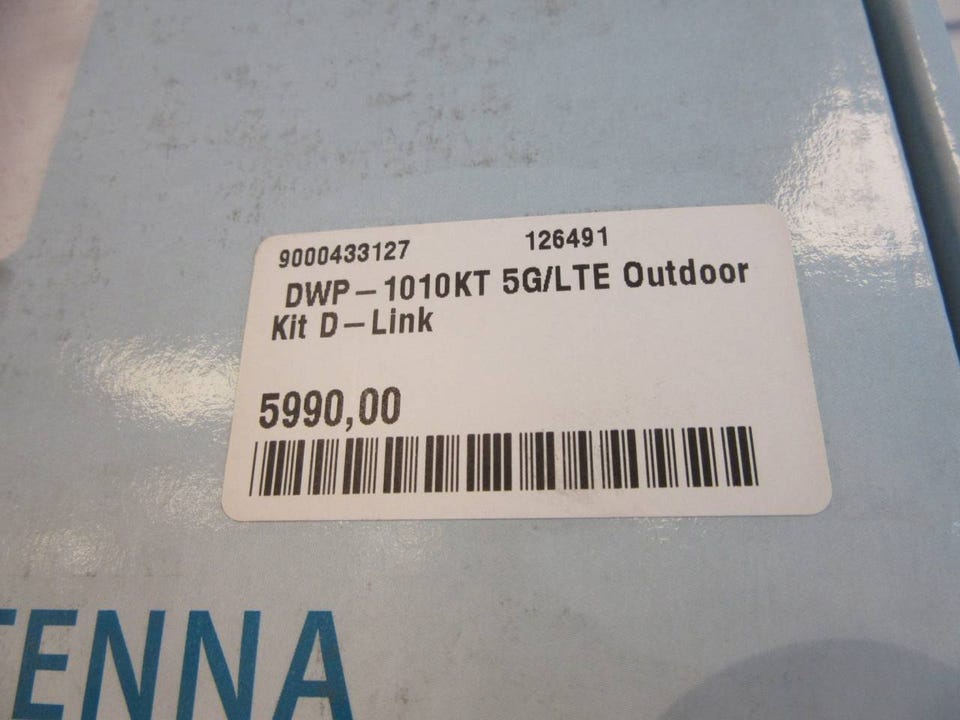 9000433127 126491
DWP-1010KT 5G/LTE Outdoor
Kit D-Link
5990,00
TENNA